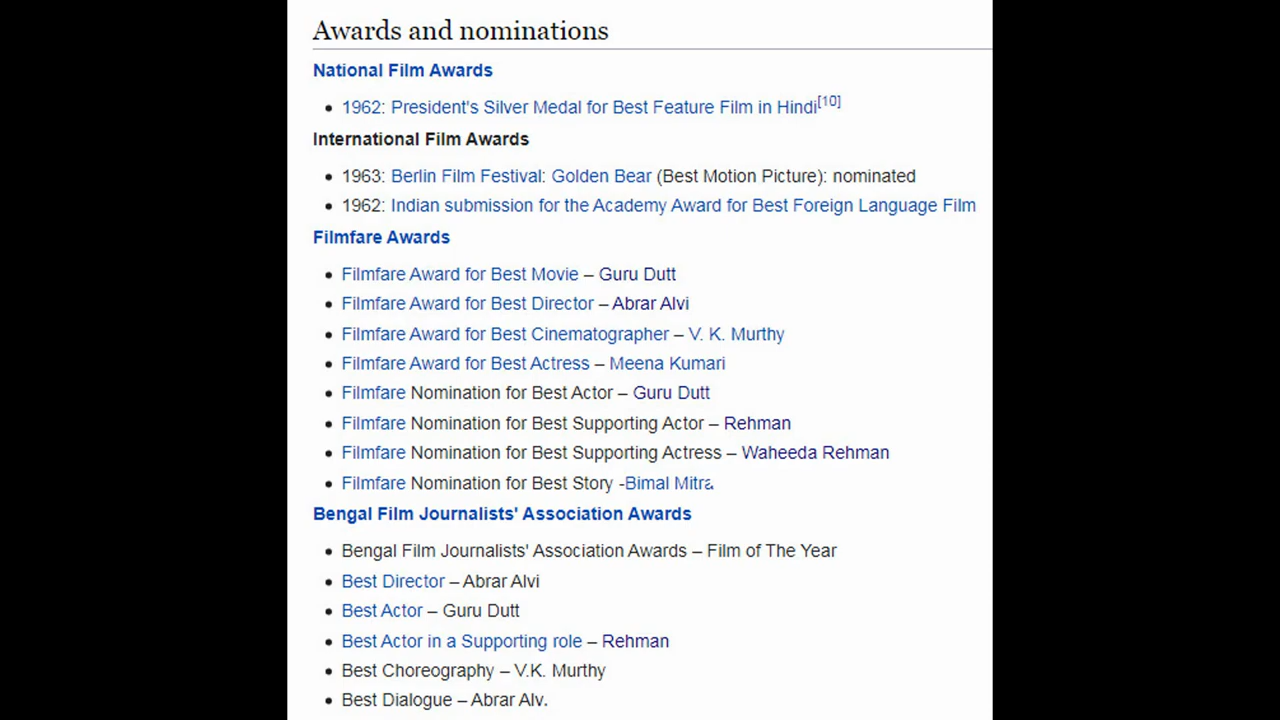 Awards and nominations
National Film Awards
• 1962: President's Silver Medal for Best Feature Film in Hindi[10]
International Film Awards
• 1963: Berlin Film Festival: Golden Bear (Best Motion Picture): nominated
• 1962: Indian submission for the Academy Award for Best Foreign Language Film
Filmfare Awards
• Filmfare Award for Best Movie – Guru Dutt
• Filmfare Award for Best Director – Abrar Alvi
• Filmfare Award for Best Cinematographer – V. K. Murthy
• Filmfare Award for Best Actress – Meena Kumari
• Filmfare Nomination for Best Actor – Guru Dutt
• Filmfare Nomination for Best Supporting Actor – Rehman
• Filmfare Nomination for Best Supporting Actress – Waheeda Rehman
• Filmfare Nomination for Best Story -Bimal Mitra
Bengal Film Journalists' Association Awards
• Bengal Film Journalists' Association Awards – Film of The Year
• Best Director – Abrar Alvi
• Best Actor – Guru Dutt
• Best Actor in a Supporting role – Rehman
• Best Choreography – V.K. Murthy
• Best Dialogue – Abrar Alv.